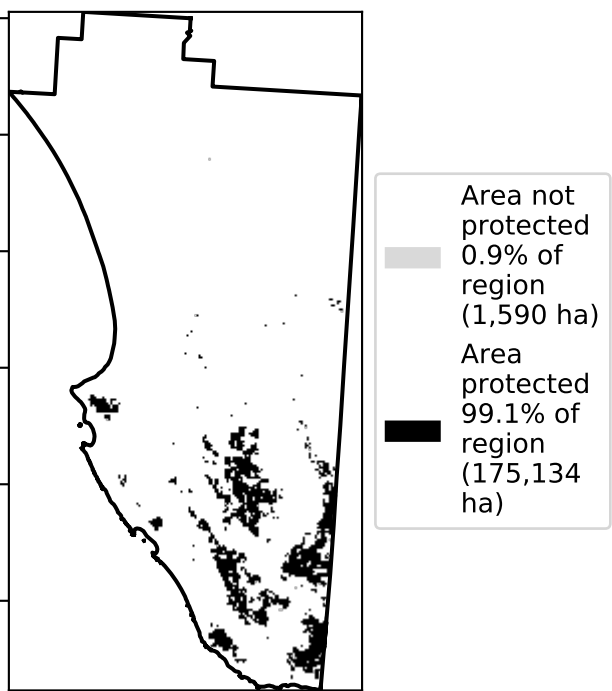 Area not
protected
0.9% of
region
(1,590 ha)
Area
protected
99.1% of
region
(175,134
ha)